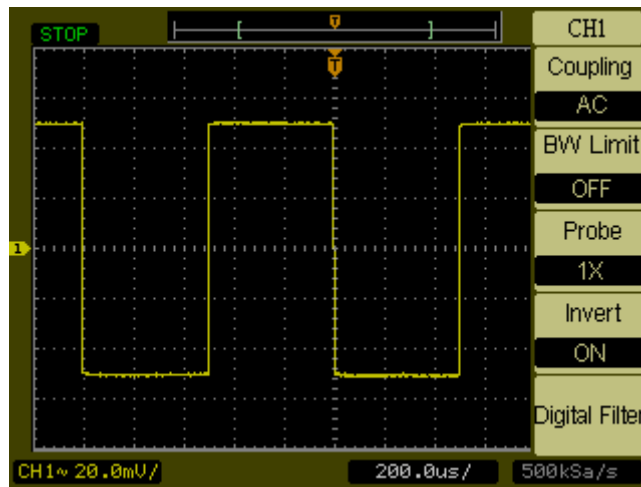 STOP
T
T
1
CH1
Coupling
AC
BW Limit
OFF
Probe
1X
Invert
ON
Digital Filter
CH1~ 20.0mV/
200.0us/
500kSa/s